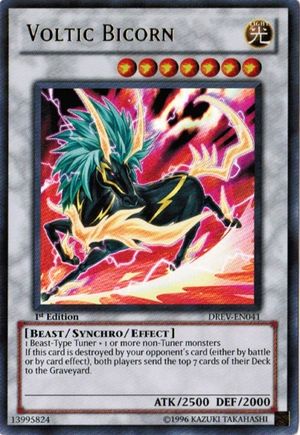 VOLTIC BICORN
LIGHT
光
1st Edition
DREV-EN041
[BEAST/SYNCHRO/EFFECT]
1 Beast-Type Tuner + 1 or more non-Tuner monsters
If this card is destroyed by your opponent's card (either by battle
or by card effect), both players send the top 7 cards of their Deck
to the Graveyard.
ATK/2500 DEF/2000
13995824
©1996 KAZUKI TAKAHASHI